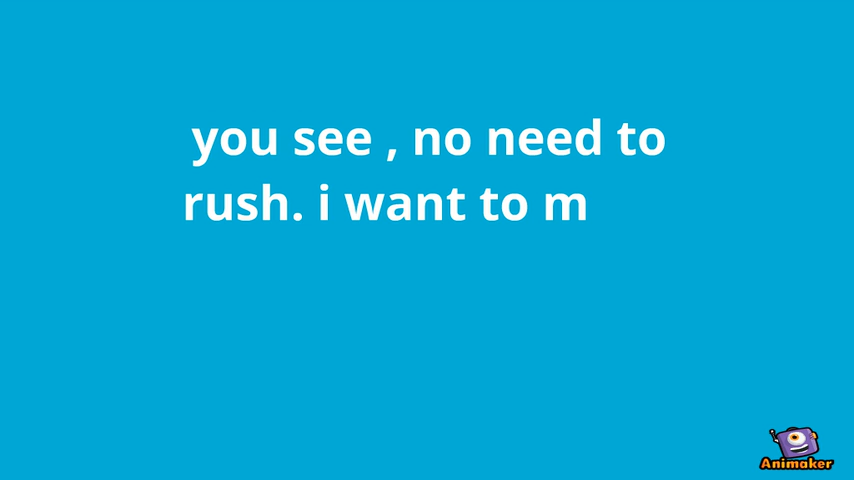 you see , no need to
rush. i want to m
Animaker